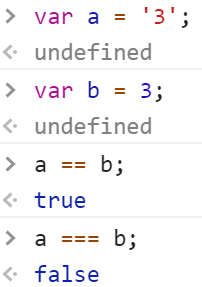 > var a = '3';
< undefined
> var b = 3;
< undefined
> a == b;
< true
> a === b;
< false